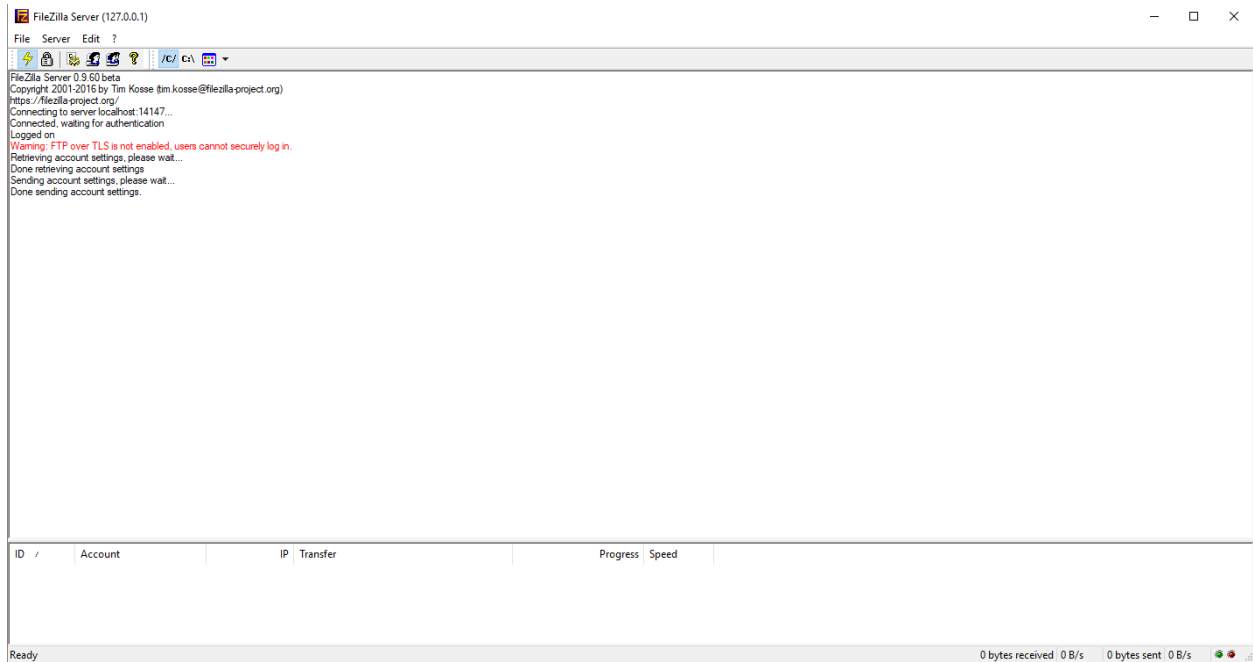 FileZilla Server (127.0.0.1)
File Server Edit ?
/C/ C:\
FileZilla Server 0.9.60 beta
Copyright 2001-2016 by Tim Kosse (tim.kosse@filezilla-project.org)
https://filezilla-project.org/
Connecting to server localhost:14147...
Connected, waiting for authentication
Logged on
Warning: FTP over TLS is not enabled, users cannot securely log in.
Retrieving account settings, please wait...
Done retrieving account settings
Sending account settings, please wait...
Done sending account settings.
ID / Account IP Transfer Progress Speed
Ready 0 bytes received 0 B/s 0 bytes sent 0 B/s